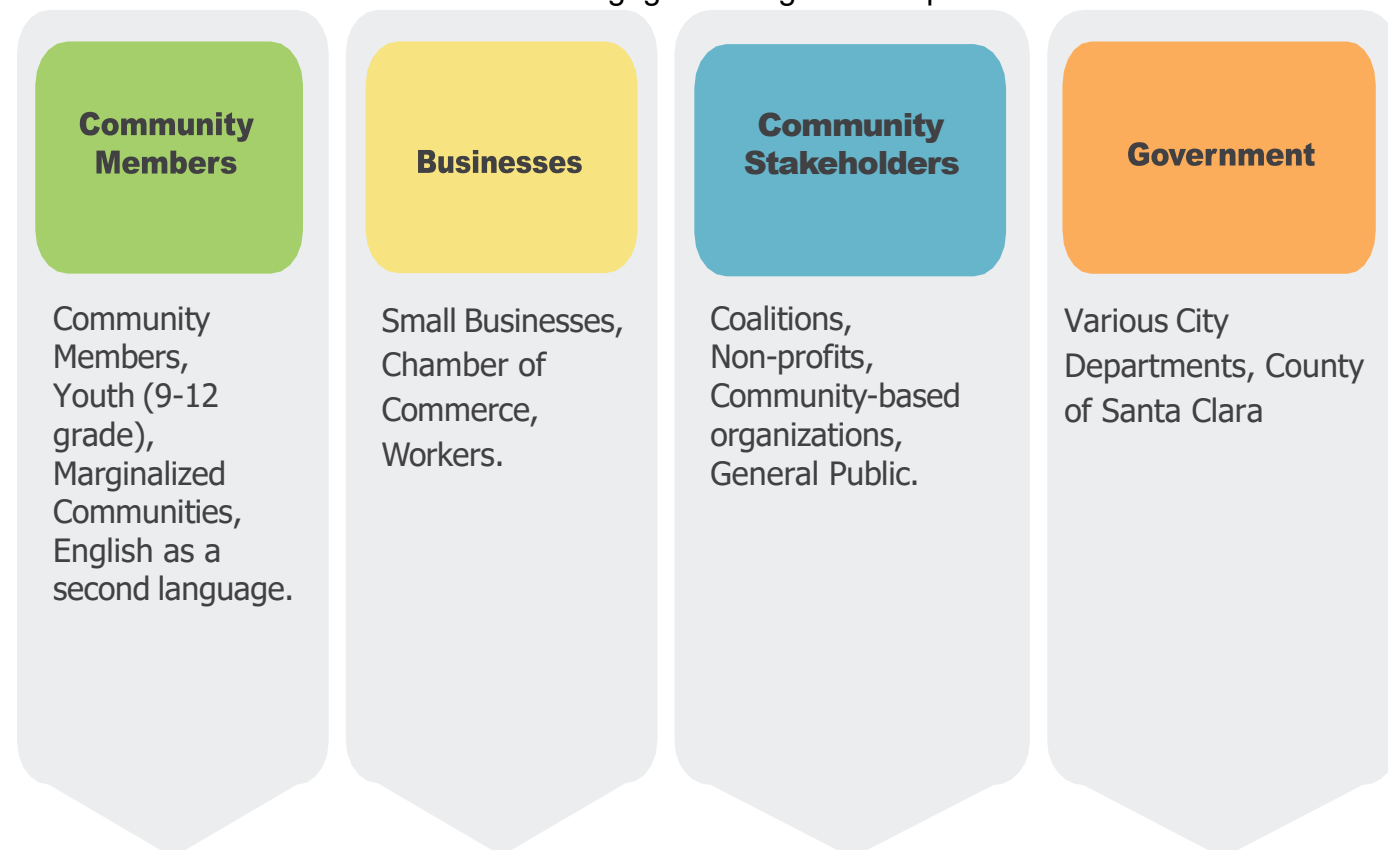 Community
Members
Community
Members,
Youth (9-12
grade),
Marginalized
Communities,
English as a
second language.
Businesses
Small Businesses,
Chamber of
Commerce,
Workers.
Community
Stakeholders
Coalitions,
Non-profits,
Community-based
organizations,
General Public.
Government
Various City
Departments, County
of Santa Clara